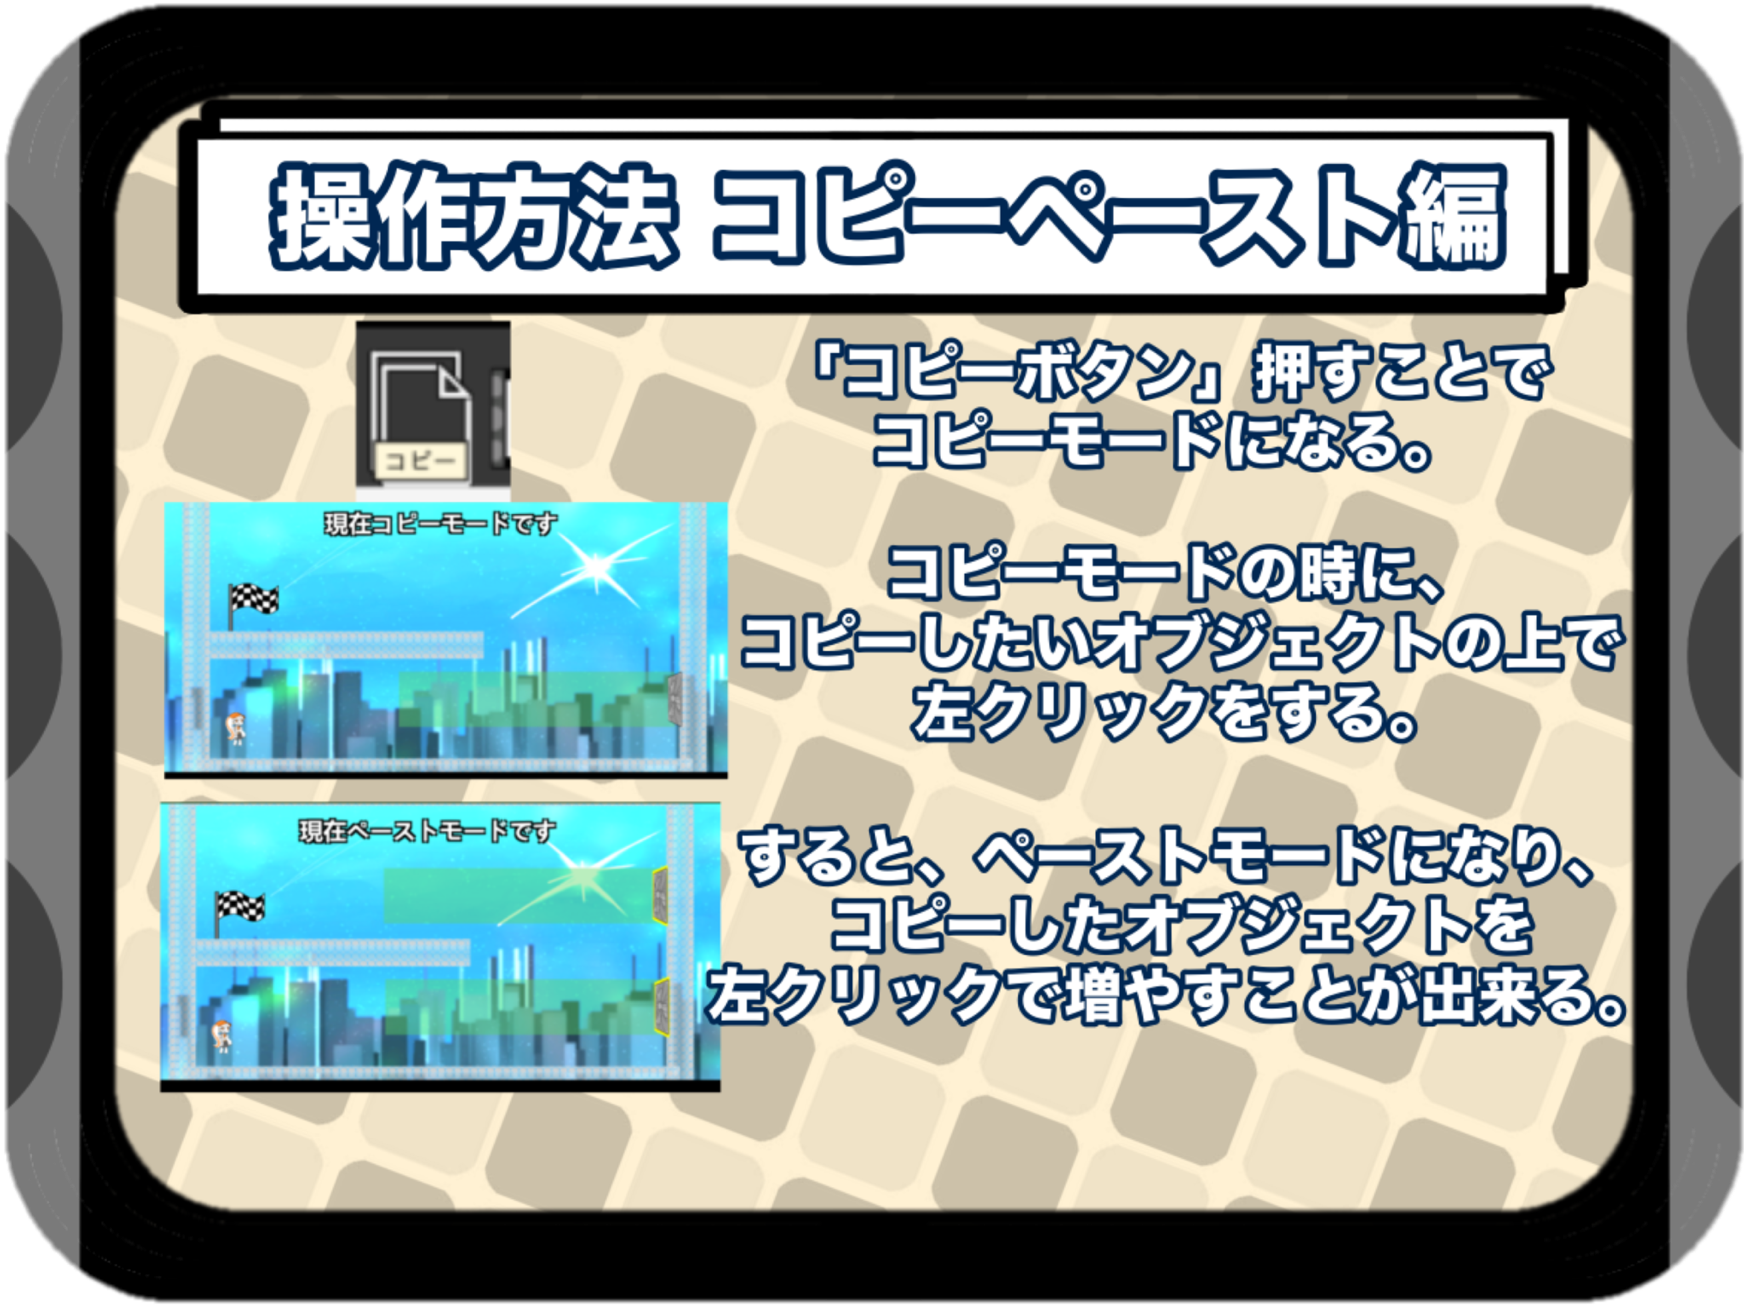 操作方法 コピーペースト編
コピー
「コピーボタン」押すことで
コピーモードになる。
現在コピーモードです
コピーモードの時に、
コピーしたいオブジェクトの上で
左クリックをする。
現在ペーストモードです
すると、ペーストモードになり、
コピーしたオブジェクトを
左クリックで増やすことが出来る。